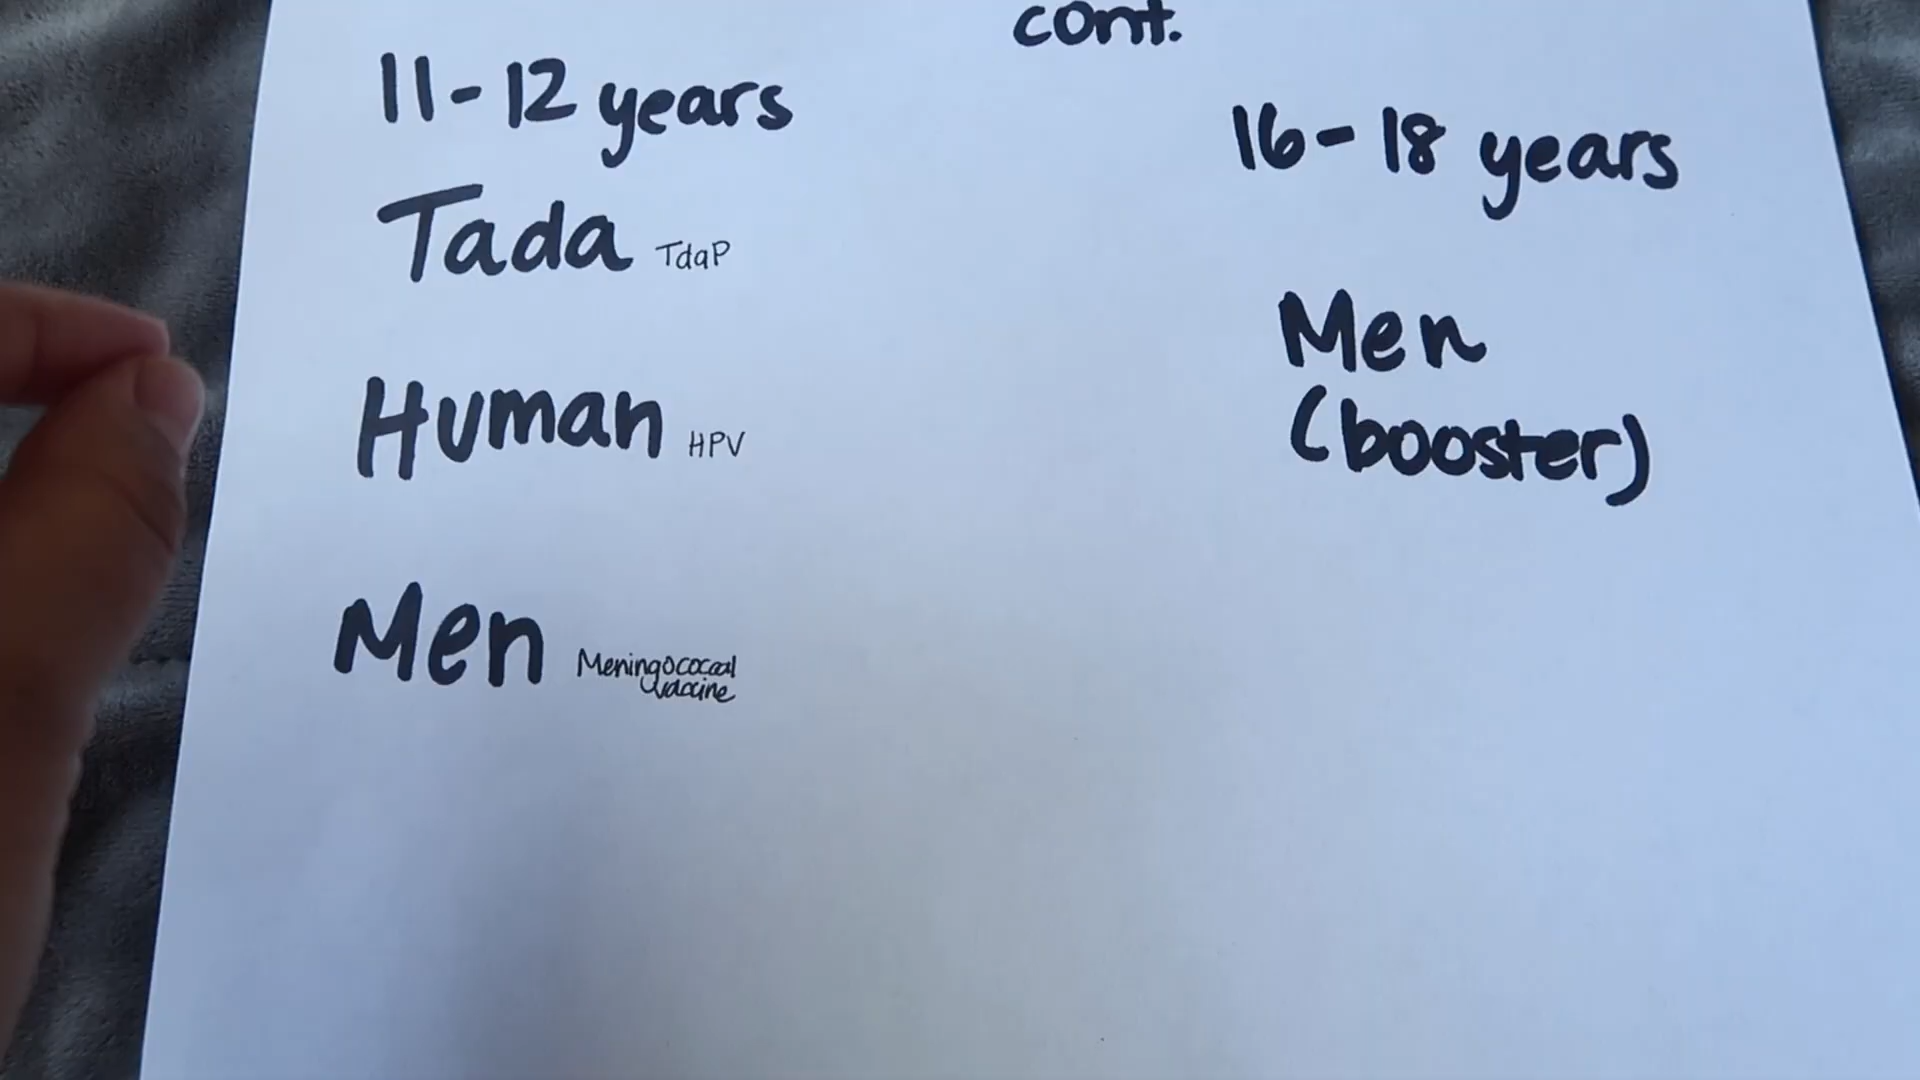 cont.
11-12 years
Tada TdaP
Human HPV
Men Meningococcal
vaccine
16-18 years
Men
(booster)